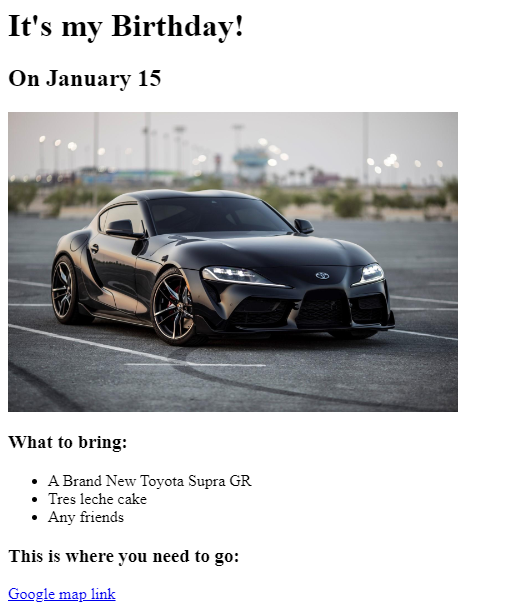 It's my Birthday!
On January 15
What to bring:
A Brand New Toyota Supra GR
Tres leche cake
Any friends
This is where you need to go:
Google map link